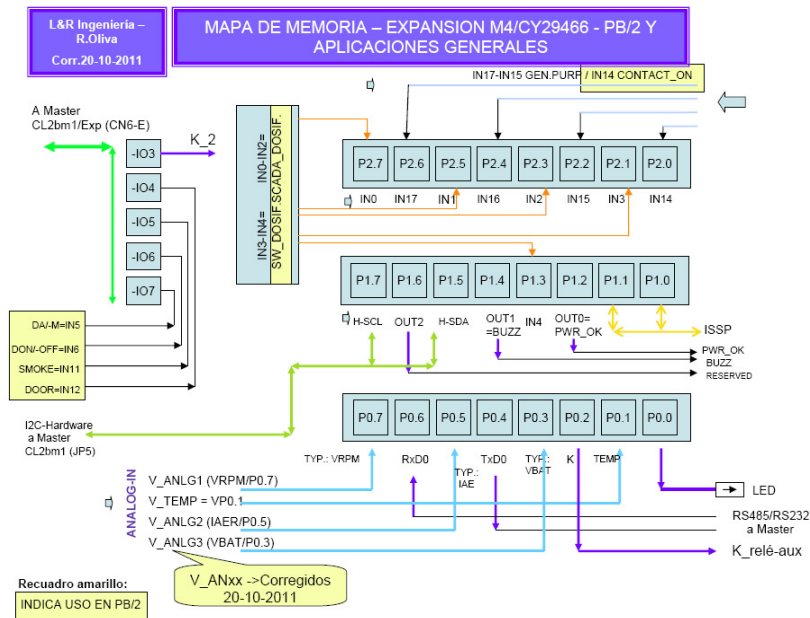 L&R Ingeniería –
R.Oliva
Corr.20-10-2011
MAPA DE MEMORIA – EXPANSION M4/CY29466 - PB/2 Y
APLICACIONES GENERALES
IN17-IN15 GEN.PURP / IN14 CONTACT_ON
A Master
CL2bm1/Exp (CN6-E)
K_2
-IO3
-IO4
-IO5
-IO6
-IO7
IN0-IN2=
SCADA_DOSIF.
IN3-IN4=
SW_DOSIF.
P2.7 P2.6 P2.5 P2.4 P2.3 P2.2 P2.1 P2.0
IN0 IN17 IN1 IN16 IN2 IN15 IN3 IN14
P1.7 P1.6 P1.5 P1.4 P1.3 P1.2 P1.1 P1.0
H-SCL OUT2 H-SDA OUT1 IN4 OUT0= ISSP
=BUZZ PWR_OK
PWR_OK
BUZZ
RESERVED
DA/-M=IN5
DON/-OFF=IN6
SMOKE=IN11
DOOR=IN12
P0.7 P0.6 P0.5 P0.4 P0.3 P0.2 P0.1 P0.0
I2C-Hardware
a Master
CL2bm1 (JP5)
TYP.: VRPM RxD0 TYP.: IAE TxD0 TYP.: VBAT K TEMP
ANALOG-IN
V_ANLG1 (VRPM/P0.7)
V_TEMP = VP0.1
V_ANLG2 (IAER/P0.5)
V_ANLG3 (VBAT/P0.3)
LED
RS485/RS232
a Master
K_relé-aux
V_ANxx ->Corregidos
20-10-2011
Recuadro amarillo:
INDICA USO EN PB/2